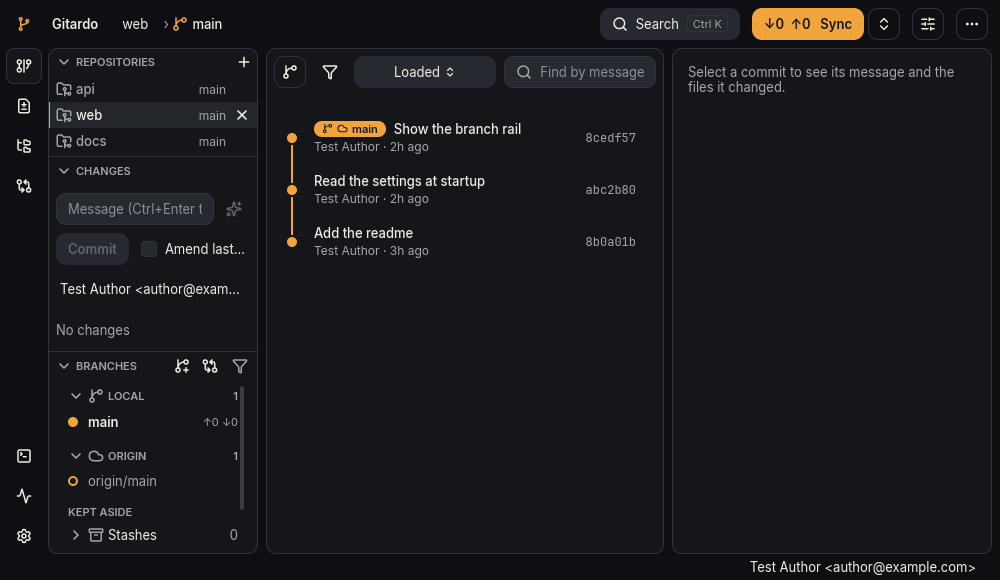 Gitardo web › main Search Ctrl K ↓0 ↑0 Sync
REPOSITORIES
api main
web main
docs main
CHANGES
Message (Ctrl+Enter t
Commit Amend last...
Test Author <author@exam...
No changes
BRANCHES
LOCAL 1
main ↑0 ↓0
ORIGIN 1
origin/main
KEPT ASIDE
Stashes 0
Loaded Find by message
main Show the branch rail 8cedf57
Test Author · 2h ago
Read the settings at startup abc2b80
Test Author · 2h ago
Add the readme 8b0a01b
Test Author · 3h ago
Select a commit to see its message and the
files it changed.
Test Author <author@example.com>